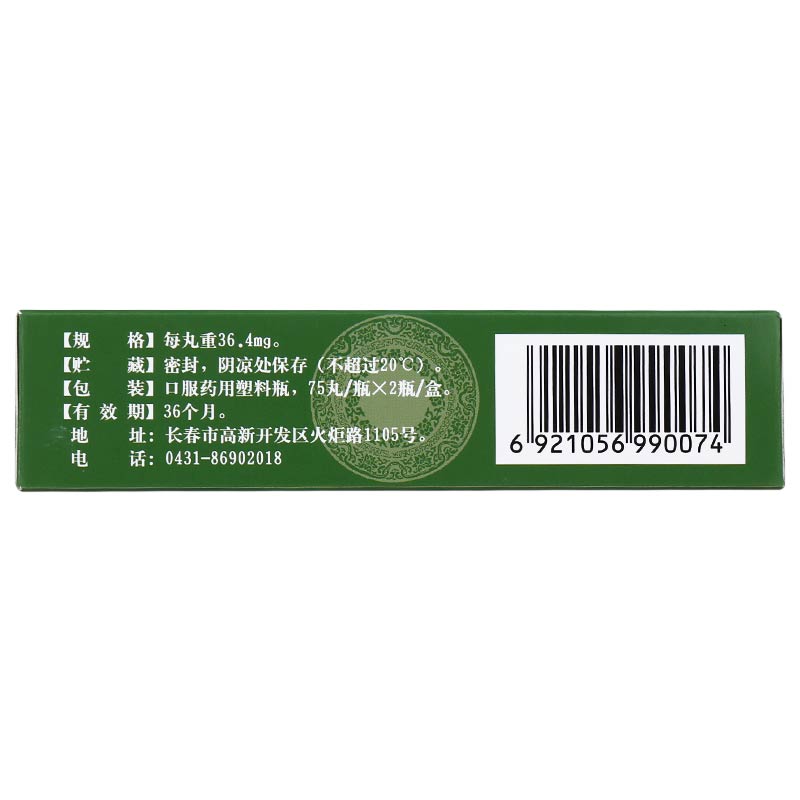 【规 格】每丸重36.4mg。
【贮 藏】密封，阴凉处保存（不超过20℃）。
【包 装】口服药用塑料瓶，75丸/瓶×2瓶/盒。
【有 效 期】36个月。
地 址：长春市高新开发区火炬路1105号。
电 话：0431-86902018
6 921056 990074